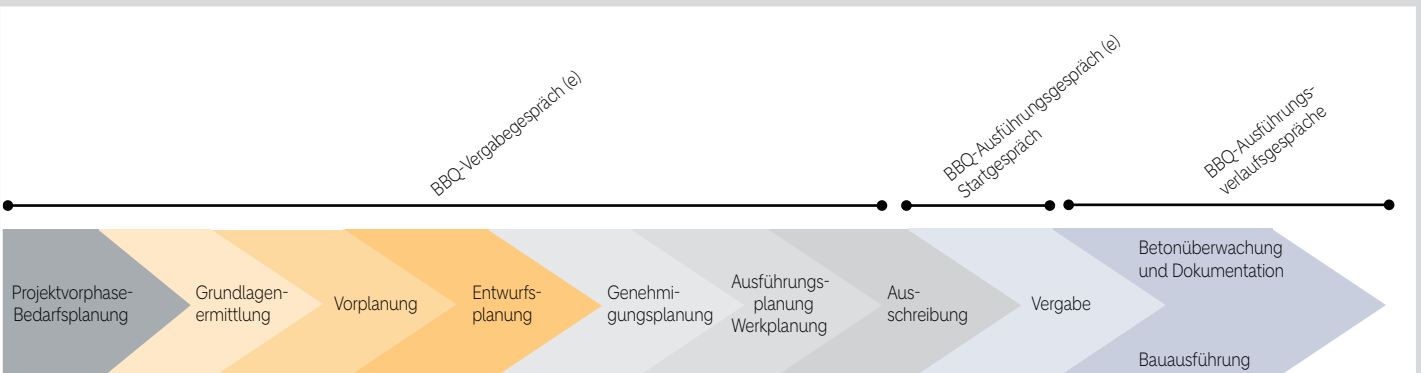 BBQ-Vergabegespräch (e)
BBQ-Ausführungsgespräch (e)
Startgespräch
BBQ-Ausführungs-
verlaufsgespräche
Projektvorphase-
Bedarfsplanung
Grundlagen-
ermittlung
Vorplanung
Entwurfs-
planung
Genehmi-
gungsplanung
Ausführungs-
planung
Werkplanung
Aus-
schreibung
Vergabe
Betonüberwachung
und Dokumentation
Bauausführung